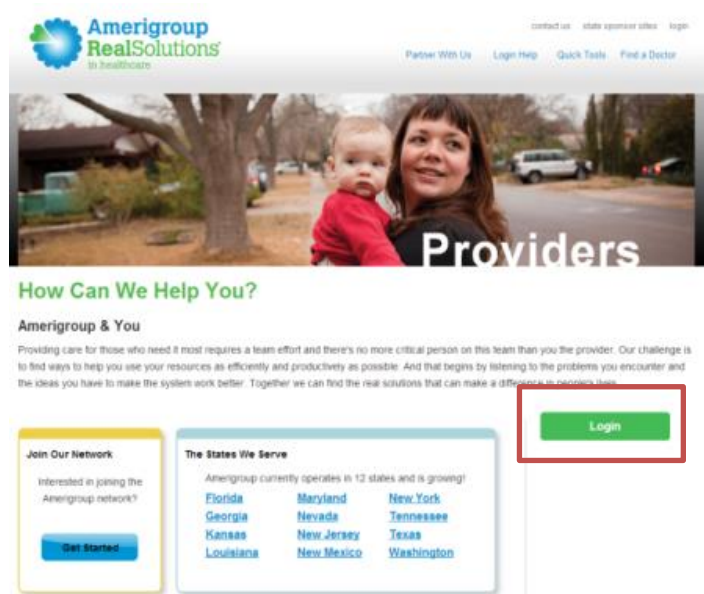 Amerigroup
RealSolutions
in healthcare
contact us state sponsor sites login
Partner With Us Login Help Quick Tools Find a Doctor
Providers
How Can We Help You?
Amerigroup & You
Providing care for those who need it most requires a team effort and there's no more critical person on this team than you the provider. Our challenge is
to find ways to help you use your resources as efficiently and productively as possible. And that begins by listening to the problems you encounter and
the ideas you have to make the system work better. Together we can find the real solutions that can make a difference in people's lives.
Login
Join Our Network
Interested in joining the
Amerigroup network?
Get Started
The States We Serve
Amerigroup currently operates in 12 states and is growing!
Florida Maryland New York
Georgia Nevada Tennessee
Kansas New Jersey Texas
Louisiana New Mexico Washington